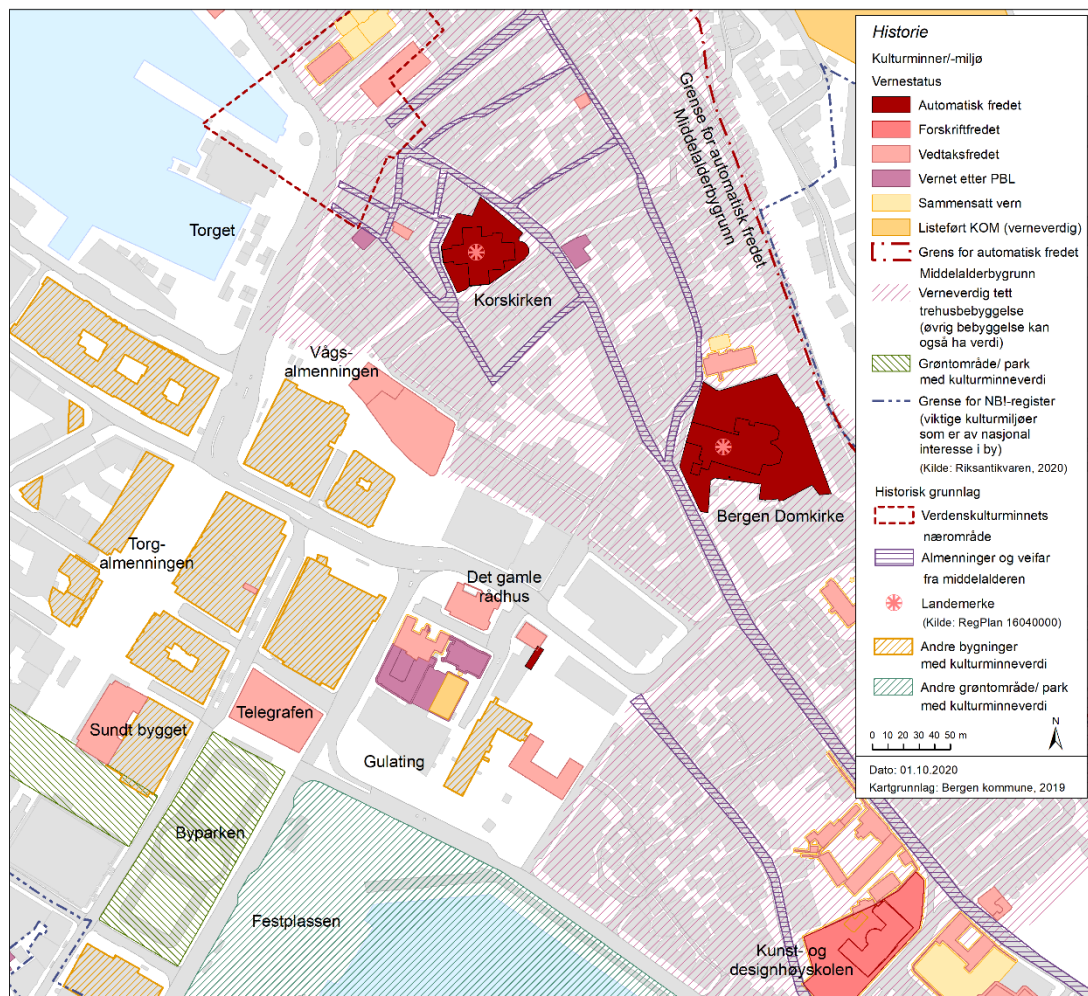 Torget
Korskirken
Vågs-
almenningen
Grense for automatisk fredet
Middelalderbygrunn
Bergen Domkirke
Torg-
almenningen
Det gamle
rådhus
Telegrafen
Sundt bygget
Gulating
Byparken
Festplassen
Kunst- og
designhøyskolen
Historie
Kulturminner/-miljø
Vernestatus
Automatisk fredet
Forskriftfredet
Vedtaksfredet
Vernet etter PBL
Sammensatt vern
Listeført KOM (verneverdig)
Grens for automatisk fredet
Middelalderbygrunn
Verneverdig tett
trehusbebyggelse
(øvrig bebyggelse kan
også ha verdi)
Grøntområde/ park
med kulturminneverdi
Grense for NB!-register
(viktige kulturmiljøer
som er av nasjonal
interesse i by)
(Kilde: Riksantikvaren, 2020)
Historisk grunnlag
Verdenskulturminnets
nærområde
Almenninger og veifar
fra middelalderen
Landemerke
(Kilde: RegPlan 16040000)
Andre bygninger
med kulturminneverdi
Andre grøntområde/ park
med kulturminneverdi
N
0 10 20 30 40 50 m
Dato: 01.10.2020
Kartgrunnlag: Bergen kommune, 2019